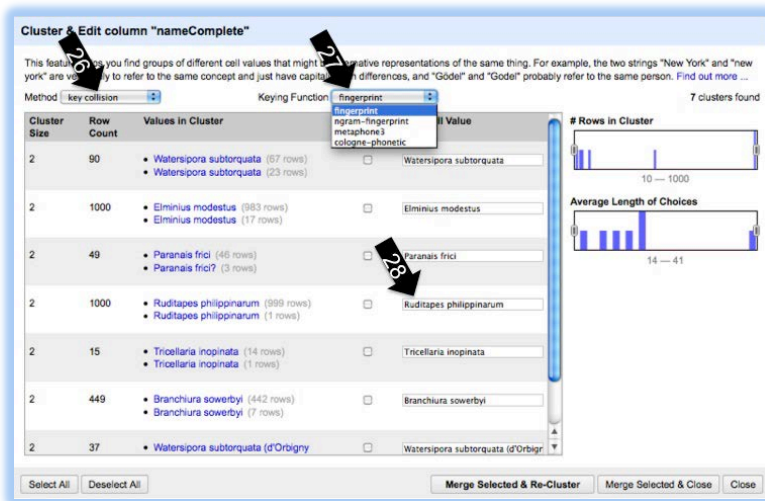 Cluster & Edit column "nameComplete"
This featu you find groups of different cell values that might b native representations of the same thing. For example, the two strings "New York" and "new
york" are ve ly to refer to the same concept and just have capita n differences, and "Gödel" and "Godel" probably refer to the same person. Find out more ...
26
27
Method key collision Keying Function fingerprint 7 clusters found
fingerprint
ngram-fingerprint
metaphone3
cologne-phonetic
Cluster Size Row Count Values in Cluster ll Value # Rows in Cluster
2 90 • Watersipora subtorquata (67 rows) Watersipora subtorquata
• Watersipora subtorquata (23 rows)
10 — 1000
2 1000 • Elminius modestus (983 rows) Elminius modestus
• Elminius modestus (17 rows)
Average Length of Choices
14 — 41
2 49 • Paranais frici (46 rows) Paranais frici
• Paranais frici? (3 rows)
28
2 1000 • Ruditapes philippinarum (999 rows) Ruditapes philippinarum
• Ruditapes philippinarum (1 rows)
2 15 • Tricellaria inopinata (14 rows) Tricellaria inopinata
• Tricellaria inopinata (1 rows)
2 449 • Branchiura sowerbyi (442 rows) Branchiura sowerbyi
• Branchiura sowerbyi (7 rows)
2 37 • Watersipora subtorquata (d'Orbigny Watersipora subtorquata (d'Orbigr
Select All Deselect All Merge Selected & Re-Cluster Merge Selected & Close Close